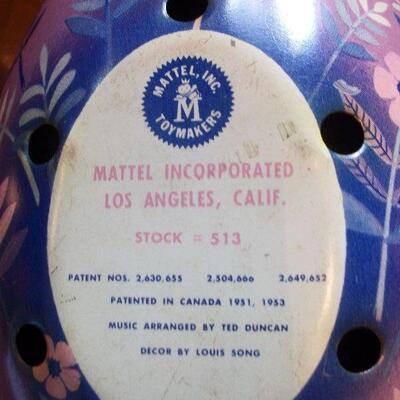 MATTEL, INC.
M
TOYMAKERS
MATTEL INCORPORATED
LOS ANGELES, CALIF.
STOCK = 513
PATENT NOS. 2,630,655 2,504,666 2,649,652
PATENTED IN CANADA 1951, 1953
MUSIC ARRANGED BY TED DUNCAN
DECOR BY LOUIS SONG